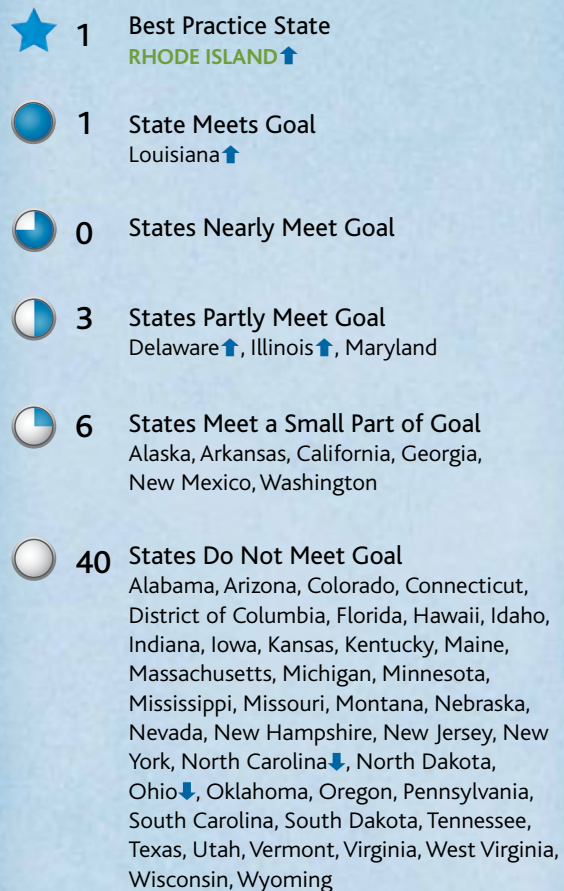 1 Best Practice State
RHODE ISLAND⬆
1 State Meets Goal
Louisiana⬆
0 States Nearly Meet Goal
3 States Partly Meet Goal
Delaware⬆, Illinois⬆, Maryland
6 States Meet a Small Part of Goal
Alaska, Arkansas, California, Georgia,
New Mexico, Washington
40 States Do Not Meet Goal
Alabama, Arizona, Colorado, Connecticut,
District of Columbia, Florida, Hawaii, Idaho,
Indiana, Iowa, Kansas, Kentucky, Maine,
Massachusetts, Michigan, Minnesota,
Mississippi, Missouri, Montana, Nebraska,
Nevada, New Hampshire, New Jersey, New
York, North Carolina⬇, North Dakota,
Ohio⬇, Oklahoma, Oregon, Pennsylvania,
South Carolina, South Dakota, Tennessee,
Texas, Utah, Vermont, Virginia, West Virginia,
Wisconsin, Wyoming